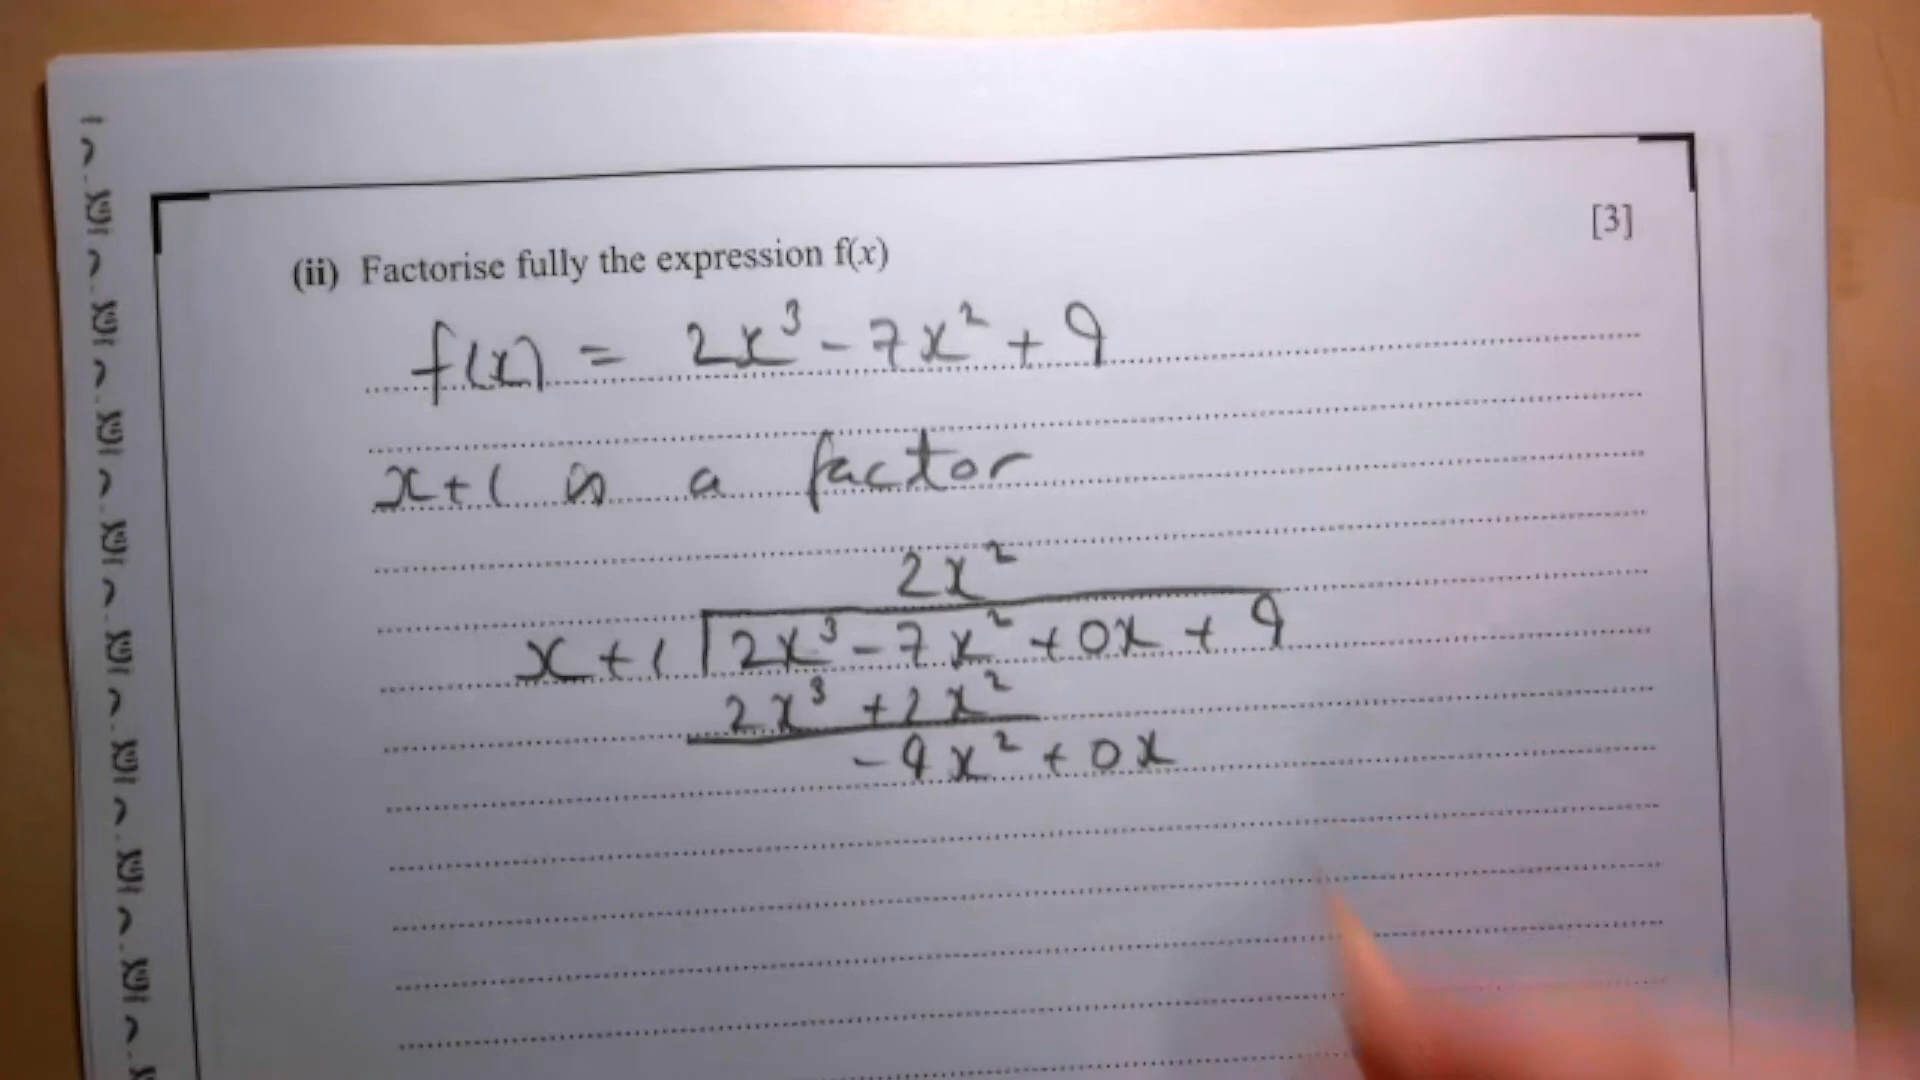 [3]
(ii) Factorise fully the expression f(x)
f(x) = 2x³ - 7x² + 9
x+1 is a factor
2x²
x+1 | 2x³ - 7x² + 0x + 9
2x³ + 2x²
-9x² + 0x